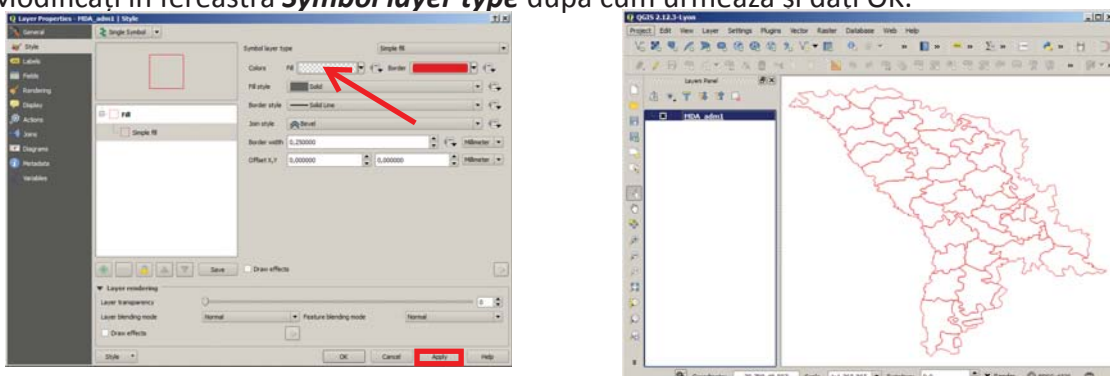 Modificați în fereastra Symbol layer type după cum urmează și dați OK.
Layer Properties - MDA_adm1 | Style
General
Style
Labels
Fields
Rendering
Display
Actions
Joins
Diagrams
Metadata
Variables
Single Symbol
Fill
Simple fill
Save
Symbol layer type
Simple fill
Colors
Fill
Border
Fill style
Solid
Border style
Solid Line
Join style
Bevel
Border width
0,250000
Millimeter
Offset X,Y
0,000000
0,000000
Millimeter
Draw effects
Layer rendering
Layer transparency
0
Layer blending mode
Normal
Feature blending mode
Normal
Draw effects
Style
OK
Cancel
Apply
Help
QGIS 2.12.3-Lyon
Project Edit View Layer Settings Plugins Vector Raster Database Web Help
Layers Panel
MDA_adm1